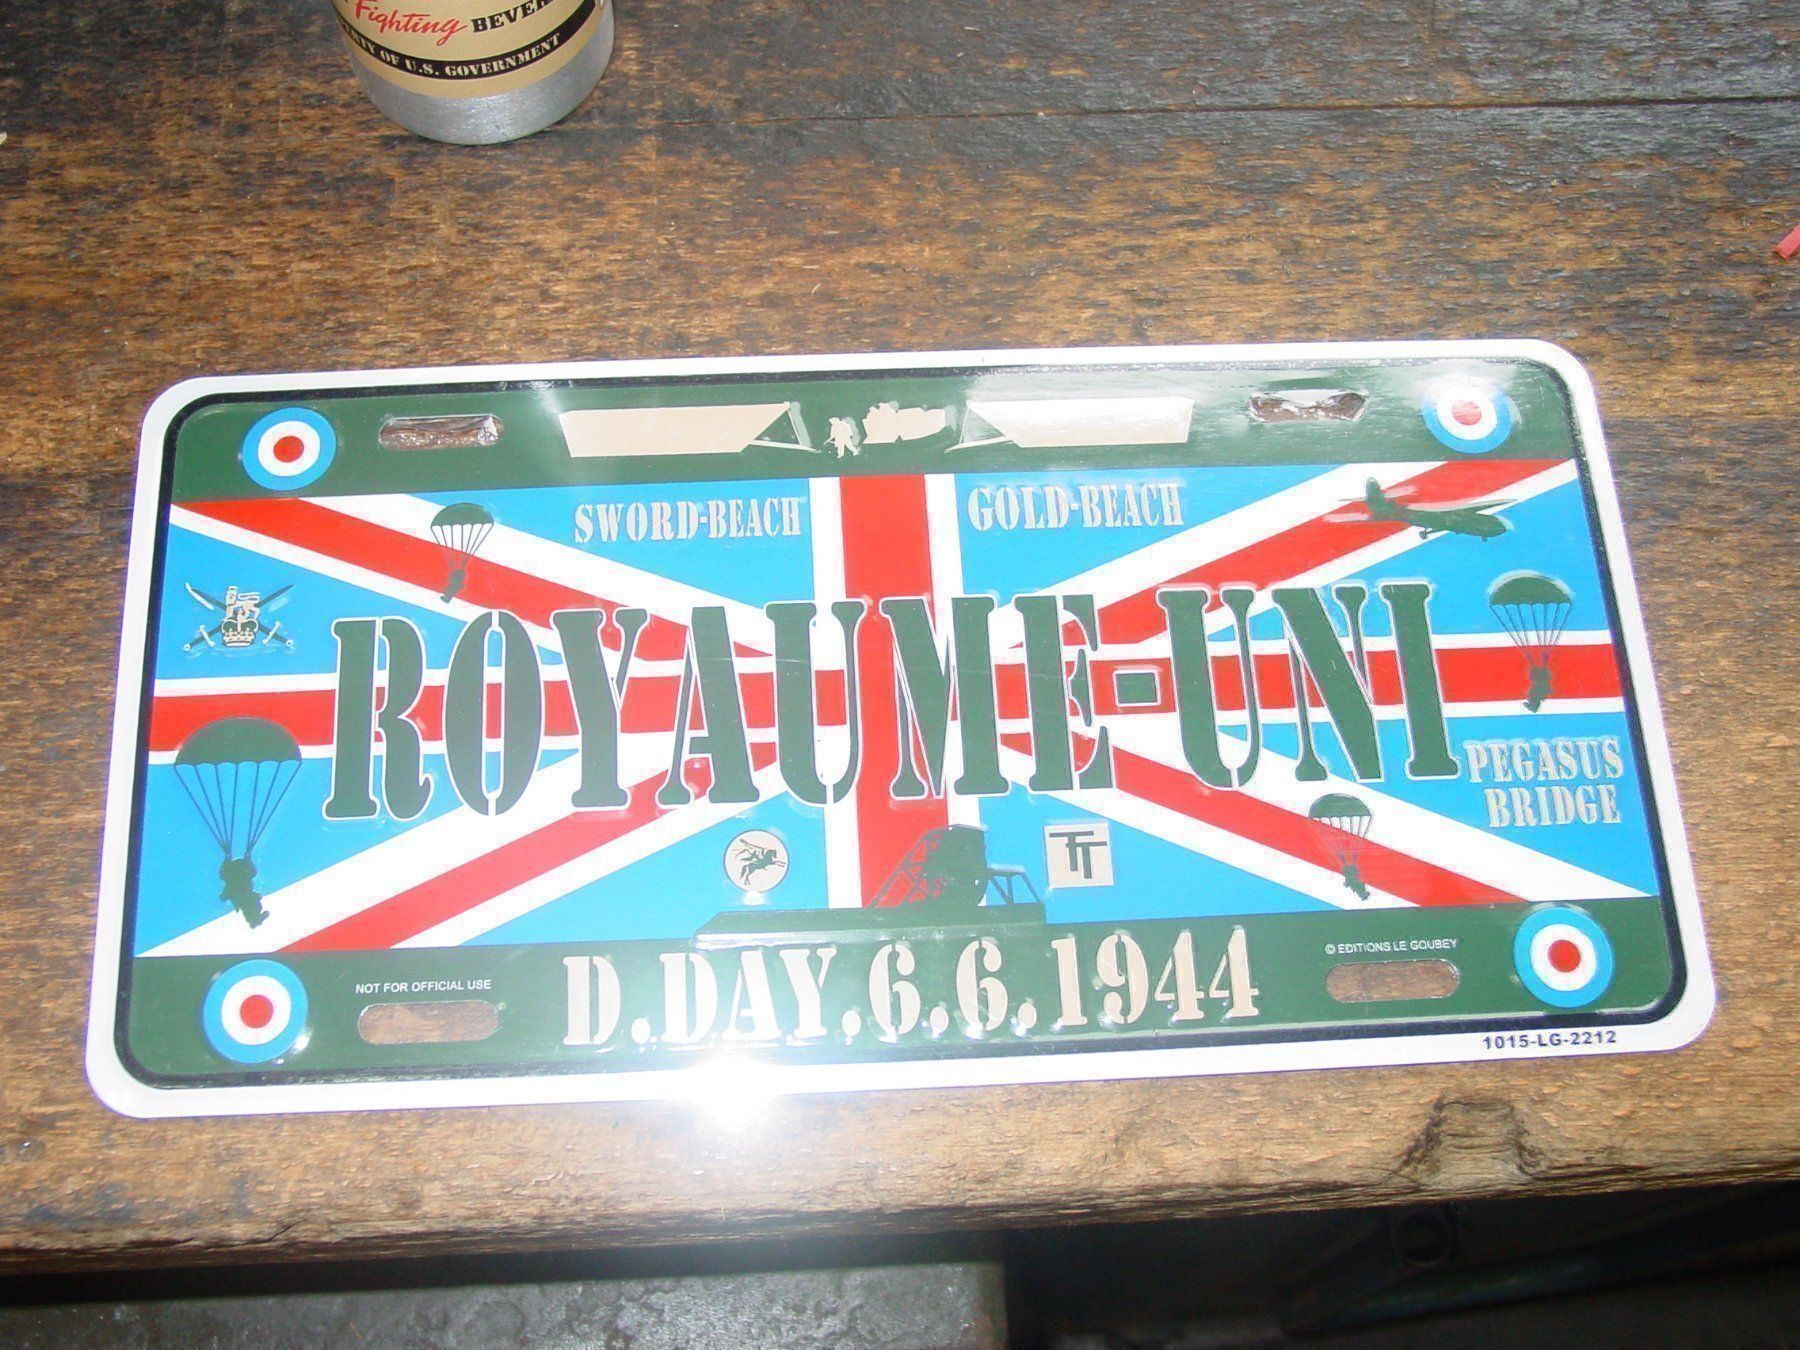 Fighting BEVER
OF U.S. GOVERNMENT
SWORD-BEACH
GOLD-BEACH
ROYAUME-UNI
PEGASUS
BRIDGE
TT
© EDITIONS LE GOUBEY
NOT FOR OFFICIAL USE
D.DAY.6.6.1944
1015-LG-2212